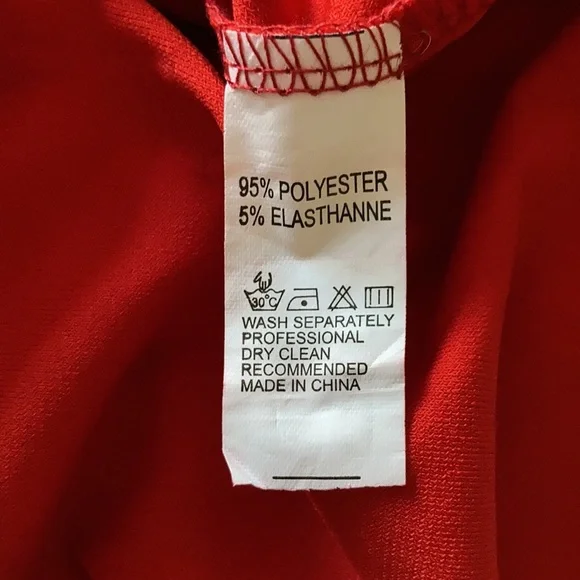 95% POLYESTER
5% ELASTHANNE
30°C
WASH SEPARATELY
PROFESSIONAL
DRY CLEAN
RECOMMENDED
MADE IN CHINA